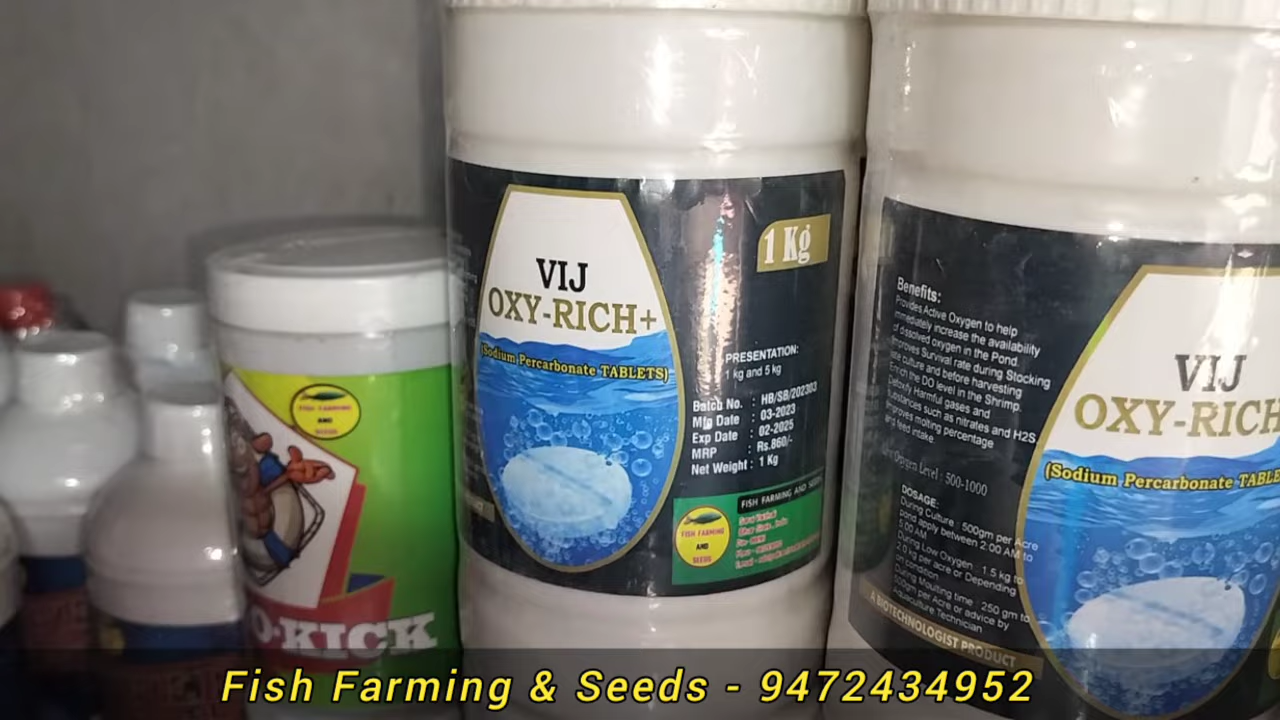 FISH FARMING
AND
SEEDS
O-KICK
VIJ
OXY-RICH+
(Sodium Percarbonate TABLETS)
1 Kg
PRESENTATION:
1 kg and 5 kg
Batch No. : HB/SB/202303
Mfg Date : 03-2023
Exp Date : 02-2025
MRP : Rs.860/-
Net Weight : 1 Kg
FISH FARMING AND SEEDS
FISH FARMING
AND
SEEDS
Benefits:
Provides Active Oxygen to help
immediately increase the availability
of dissolved oxygen in the Pond.
Improves Survival rate during Stocking
culture and before harvesting
Enrich the DO level in the Shrimp.
Detoxify Harmful gases and
substances such as nitrates and H2S
Improves molting percentage
and feed intake.
Oxygen Level : 500-1000
DOSAGE:
During Culture : 500gm per Acre
pond apply between 2:00 AM to
5:00 AM
During Low Oxygen : 1.5 kg to
2.0 kg per acre or Depending
on condition
During Moulting time : 250 gm to
500gm per Acre or advice by
Aquaculture Technician
A BIOTECHNOLOGIST PRODUCT
VIJ
OXY-RICH
(Sodium Percarbonate TABLE
Fish Farming & Seeds - 9472434952